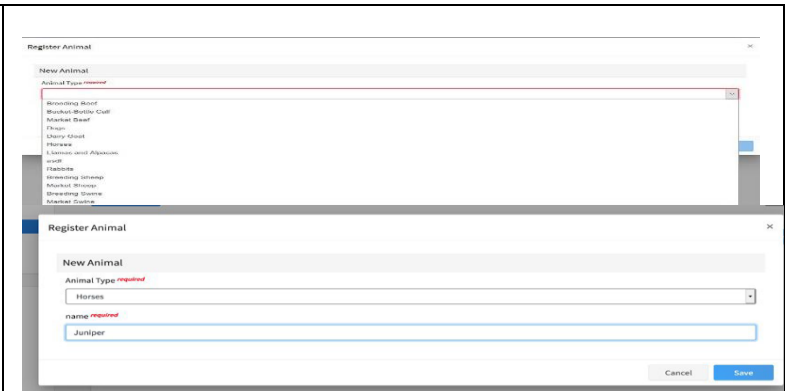 Register Animal ×
New Animal
Animal Type required
Breeding Beef
Bucket-Bottle Calf
Market Beef
Dogs
Dairy Goat
Horses
Llamas and Alpacas
asdf
Rabbits
Breeding Sheep
Market Sheep
Breeding Swine
Market Swine
Register Animal ×
New Animal
Animal Type required
Horses
name required
Juniper
Cancel Save